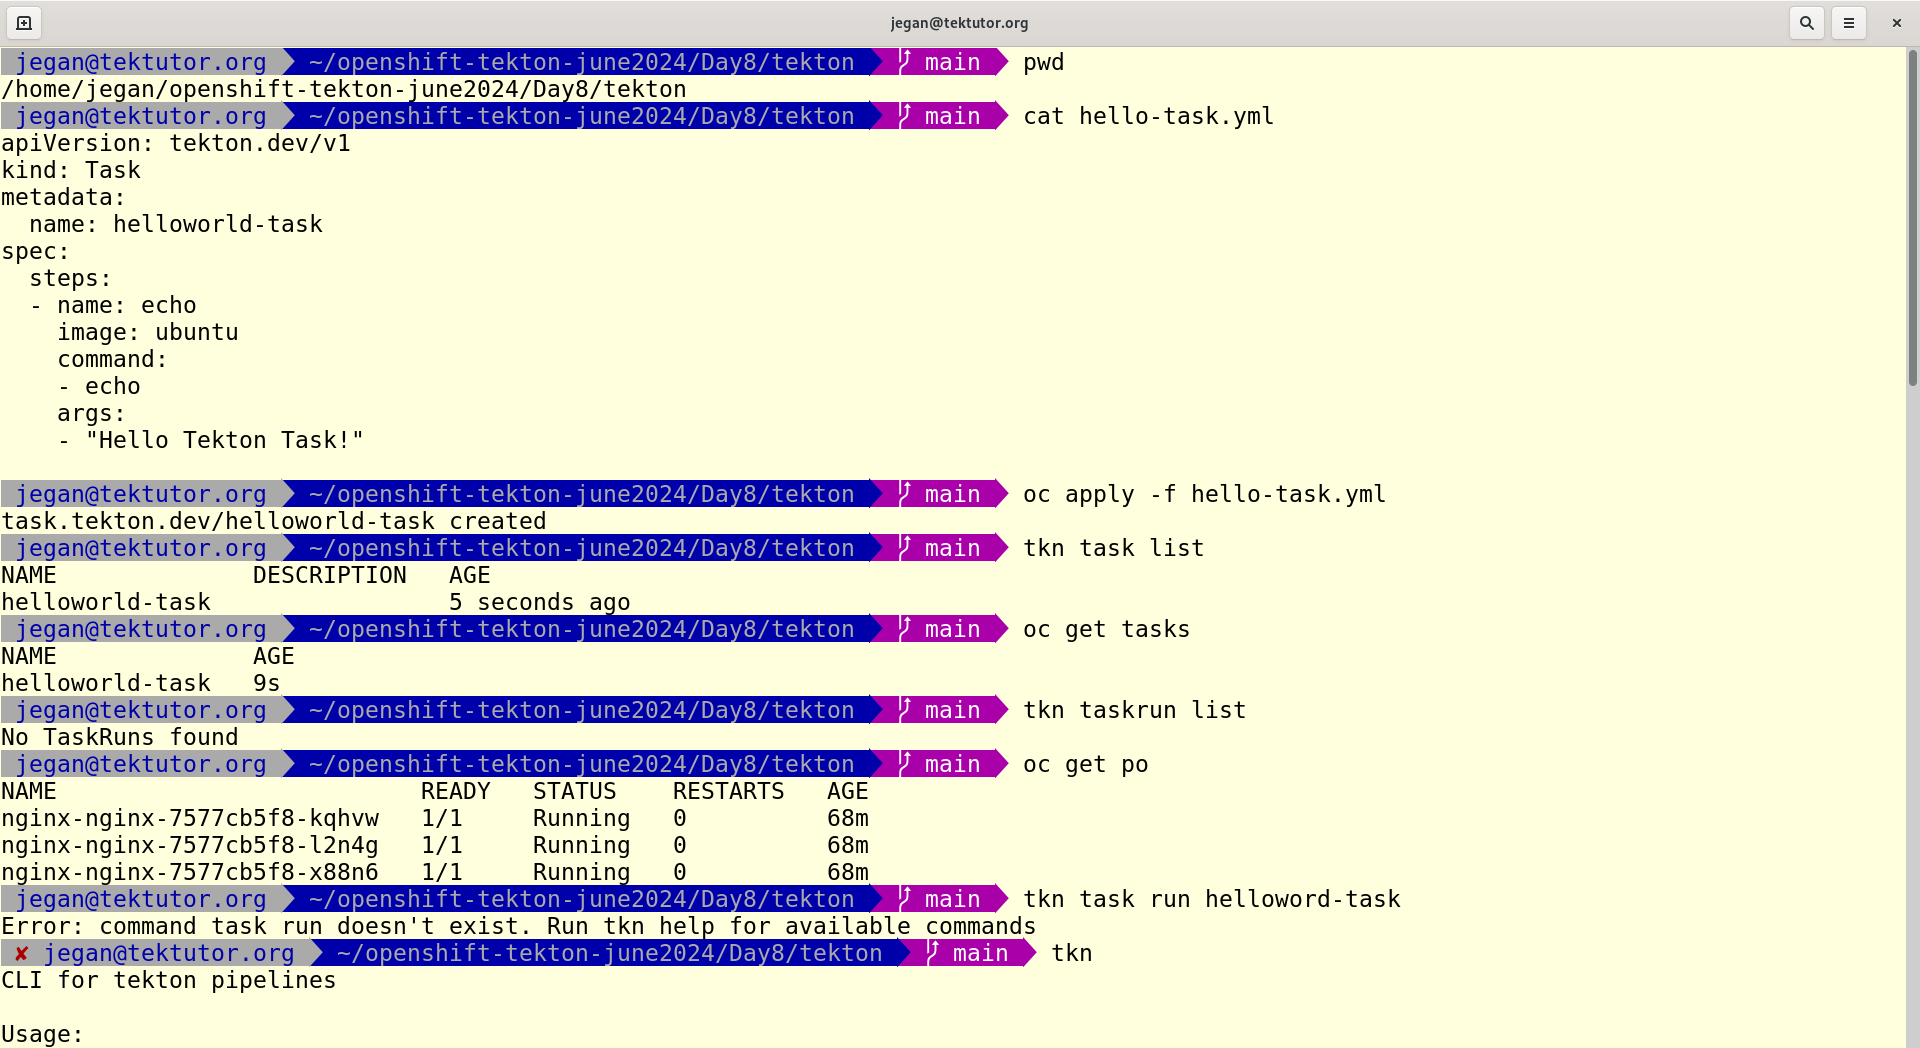 jegan@tektutor.org
jegan@tektutor.org ~/openshift-tekton-june2024/Day8/tekton main pwd
/home/jegan/openshift-tekton-june2024/Day8/tekton
jegan@tektutor.org ~/openshift-tekton-june2024/Day8/tekton main cat hello-task.yml
apiVersion: tekton.dev/v1
kind: Task
metadata:
  name: helloworld-task
spec:
  steps:
  - name: echo
    image: ubuntu
    command:
    - echo
    args:
    - "Hello Tekton Task!"
jegan@tektutor.org ~/openshift-tekton-june2024/Day8/tekton main oc apply -f hello-task.yml
task.tekton.dev/helloworld-task created
jegan@tektutor.org ~/openshift-tekton-june2024/Day8/tekton main tkn task list
NAME              DESCRIPTION   AGE
helloworld-task                 5 seconds ago
jegan@tektutor.org ~/openshift-tekton-june2024/Day8/tekton main oc get tasks
NAME              AGE
helloworld-task   9s
jegan@tektutor.org ~/openshift-tekton-june2024/Day8/tekton main tkn taskrun list
No TaskRuns found
jegan@tektutor.org ~/openshift-tekton-june2024/Day8/tekton main oc get po
NAME                          READY   STATUS    RESTARTS   AGE
nginx-nginx-7577cb5f8-kqhvw   1/1     Running   0          68m
nginx-nginx-7577cb5f8-l2n4g   1/1     Running   0          68m
nginx-nginx-7577cb5f8-x88n6   1/1     Running   0          68m
jegan@tektutor.org ~/openshift-tekton-june2024/Day8/tekton main tkn task run helloword-task
Error: command task run doesn't exist. Run tkn help for available commands
✘ jegan@tektutor.org ~/openshift-tekton-june2024/Day8/tekton main tkn
CLI for tekton pipelines
Usage: